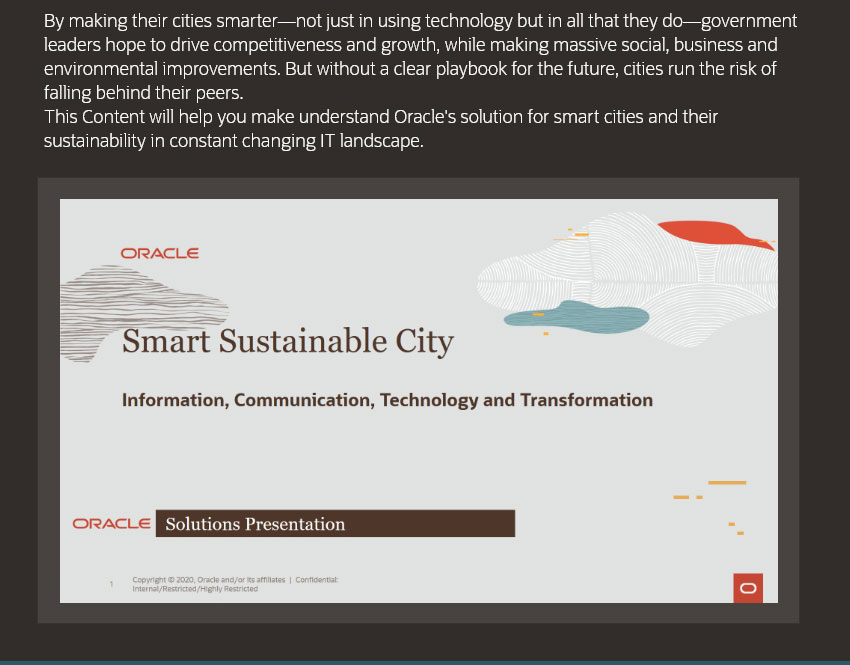 By making their cities smarter—not just in using technology but in all that they do—government
leaders hope to drive competitiveness and growth, while making massive social, business and
environmental improvements. But without a clear playbook for the future, cities run the risk of
falling behind their peers.
This Content will help you make understand Oracle's solution for smart cities and their
sustainability in constant changing IT landscape.
ORACLE
Smart Sustainable City
Information, Communication, Technology and Transformation
ORACLE Solutions Presentation
1 Copyright © 2020, Oracle and/or its affiliates | Confidential:
Internal/Restricted/Highly Restricted